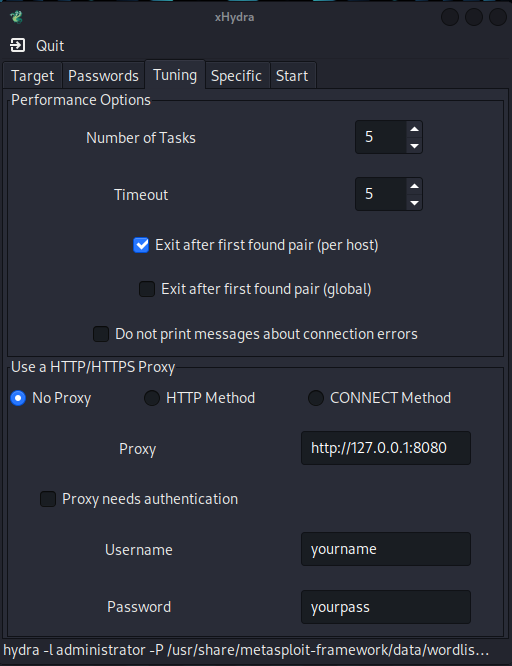 xHydra
Quit
Target Passwords Tuning Specific Start
Performance Options
Number of Tasks 5
Timeout 5
Exit after first found pair (per host)
Exit after first found pair (global)
Do not print messages about connection errors
Use a HTTP/HTTPS Proxy
No Proxy HTTP Method CONNECT Method
Proxy http://127.0.0.1:8080
Proxy needs authentication
Username yourname
Password yourpass
hydra -l administrator -P /usr/share/metasploit-framework/data/wordlis...